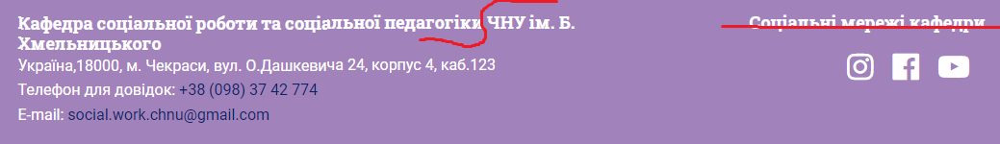 Кафедра соціальної роботи та соціальної педагогіки ЧНУ ім. Б.
Хмельницького
Україна,18000, м. Чекраси, вул. О.Дашкевича 24, корпус 4, каб.123
Телефон для довідок: +38 (098) 37 42 774
E-mail: social.work.chnu@gmail.com
Соціальні мережі кафедри